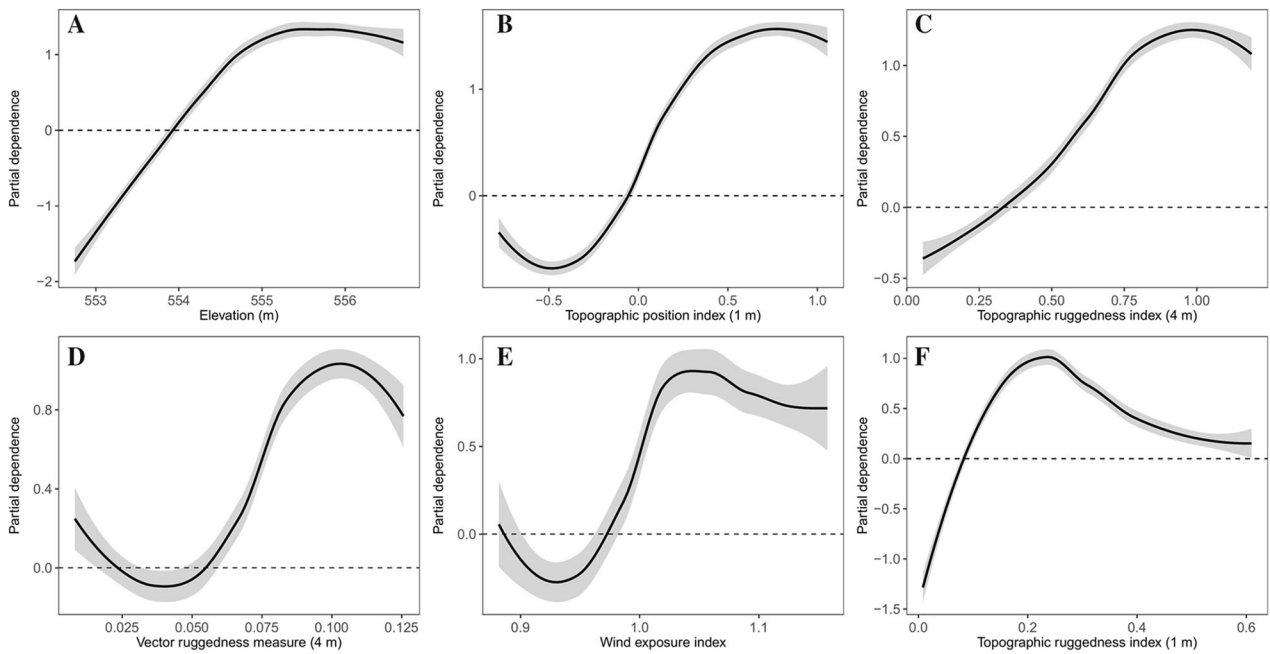 A
Partial dependence
1
0
−1
−2
553
554
555
556
Elevation (m)
B
Partial dependence
1
0
−0.5
0.0
0.5
1.0
Topographic position index (1 m)
C
Partial dependence
1.0
0.5
0.0
−0.5
0.00
0.25
0.50
0.75
1.00
Topographic ruggedness index (4 m)
D
Partial dependence
0.8
0.4
0.0
0.025
0.050
0.075
0.100
0.125
Vector ruggedness measure (4 m)
E
Partial dependence
1.0
0.5
0.0
0.9
1.0
1.1
Wind exposure index
F
Partial dependence
1.0
0.5
0.0
−0.5
−1.0
−1.5
0.0
0.2
0.4
0.6
Topographic ruggedness index (1 m)